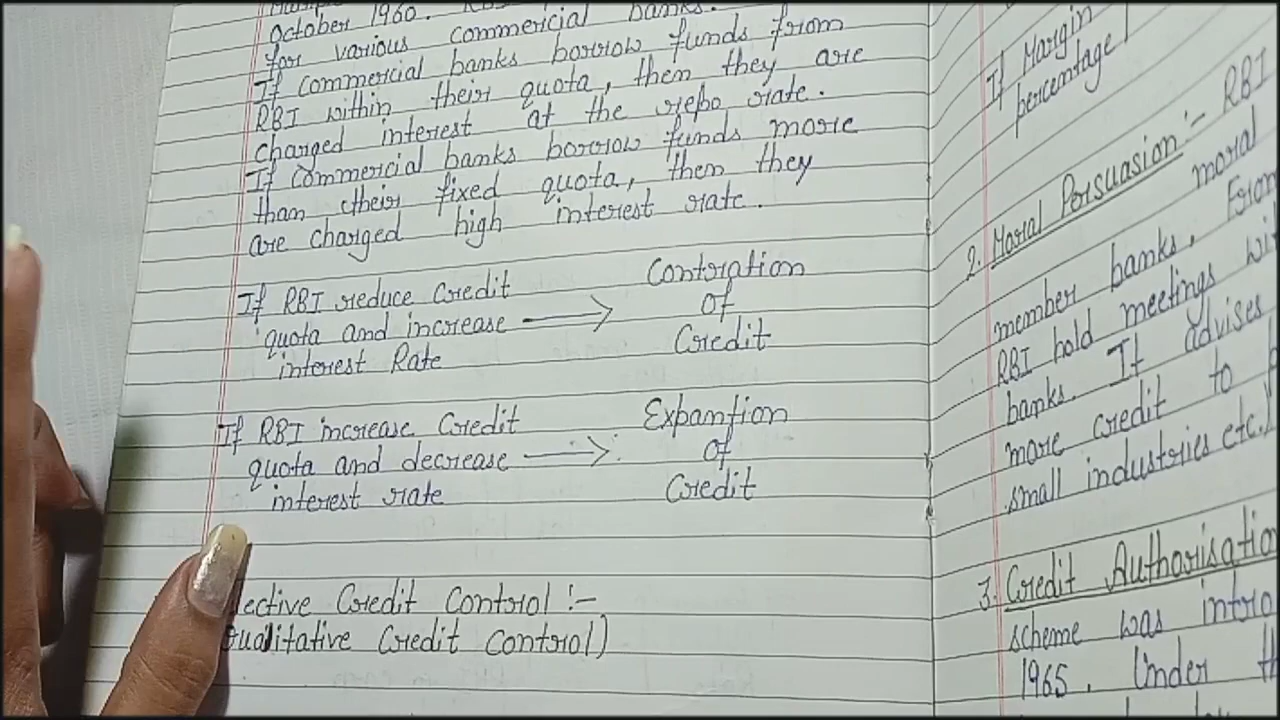 October 1960.
for various commercial banks.
If commercial banks borrow funds from
RBI within their quota, then they are
charged interest at the repo rate.
If commercial banks borrow funds more
than their fixed quota, then they
are charged high interest rate.
If RBI reduce Credit
quota and increase
interest Rate
Contration
Of
Credit
If RBI increase Credit
quota and decrease
interest rate
Expantion
Of
Credit
lective Credit Control :-
Qualitative Credit Control)
If Margin
percentage
2. Moral Persuasion :- RBI
moral
member banks. From
RBI hold meetings wit
banks. It advises
more credit to
small industries etc.
3. Credit Authorisatio
scheme was intro
1965. Under th